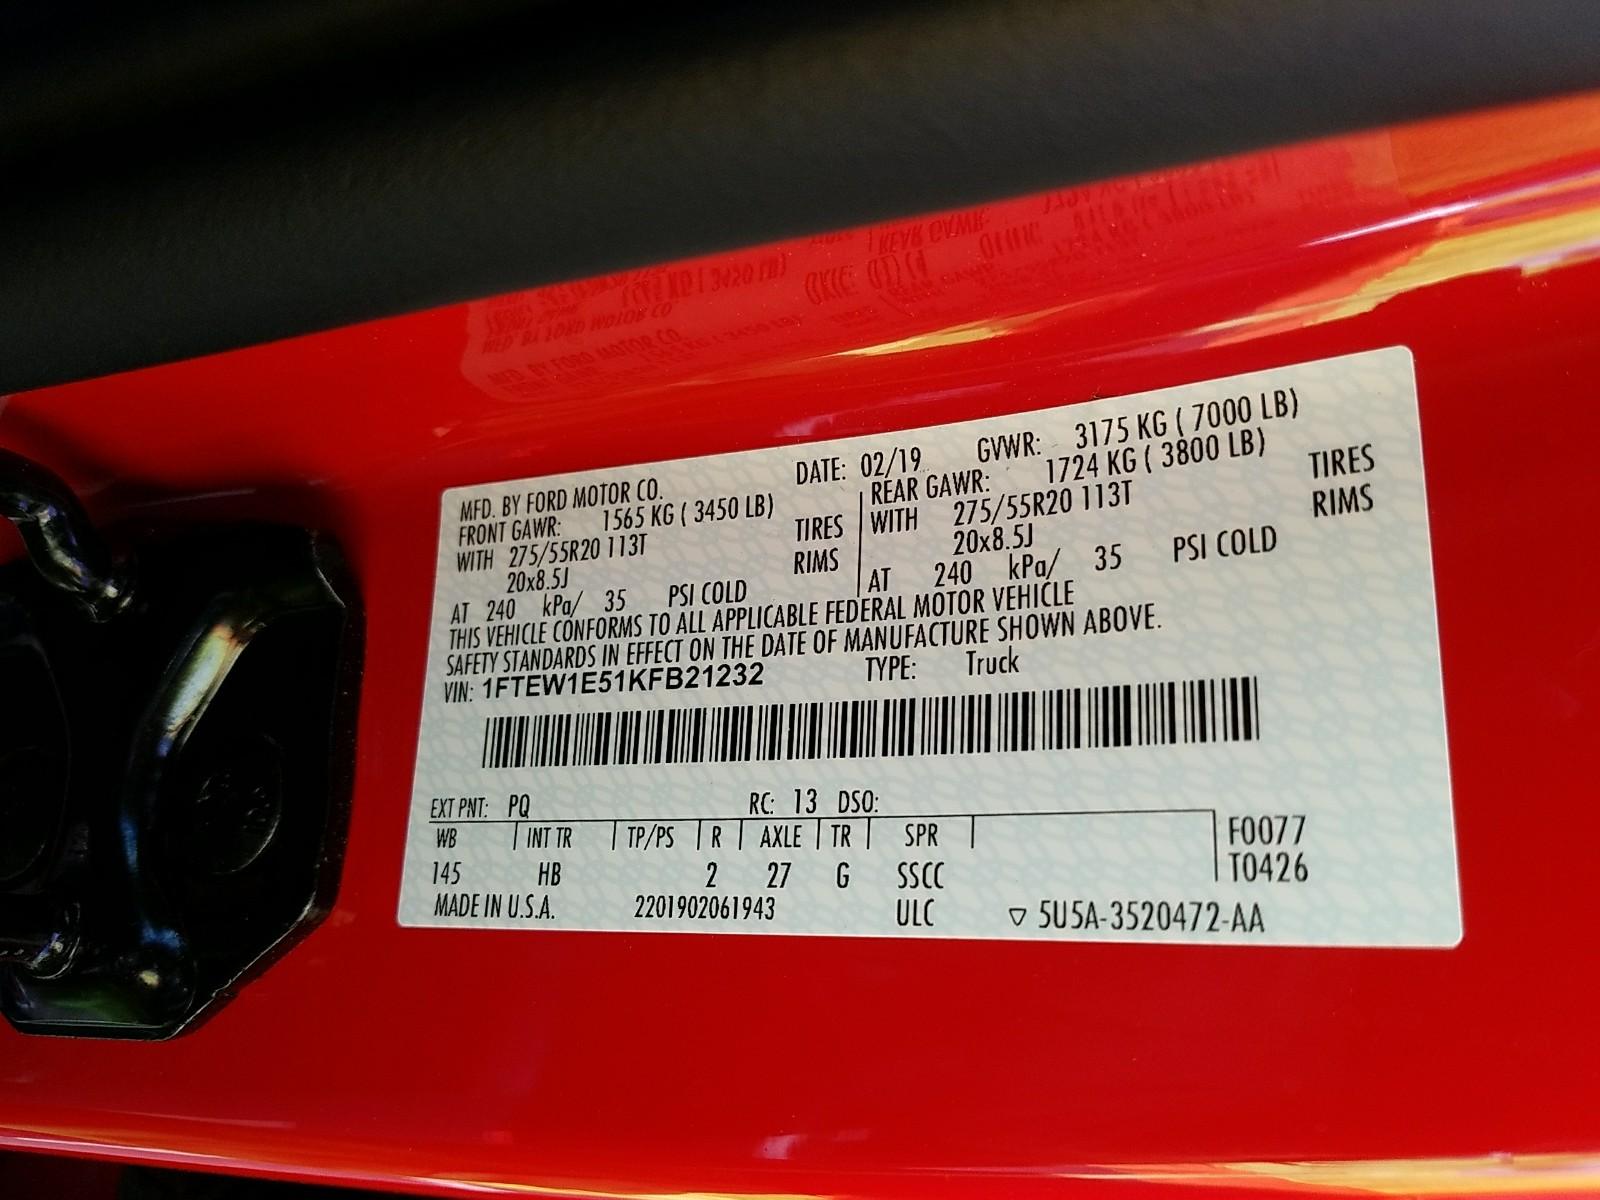 MFD. BY FORD MOTOR CO. DATE: 02/19 GVWR: 3175 KG ( 7000 LB)
FRONT GAWR: 1565 KG ( 3450 LB) REAR GAWR: 1724 KG ( 3800 LB)
WITH 275/55R20 113T TIRES WITH 275/55R20 113T TIRES
20x8.5J RIMS 20x8.5J RIMS
AT 240 kPa/ 35 PSI COLD AT 240 kPa/ 35 PSI COLD
THIS VEHICLE CONFORMS TO ALL APPLICABLE FEDERAL MOTOR VEHICLE
SAFETY STANDARDS IN EFFECT ON THE DATE OF MANUFACTURE SHOWN ABOVE.
VIN: 1FTEW1E51KFB21232 TYPE: Truck
EXT PNT: PQ RC: 13 DSO:
WB INT TR TP/PS R AXLE TR SPR F0077
145 HB 2 27 G SSCC T0426
MADE IN U.S.A. 2201902061943 ULC ▽ 5U5A-3520472-AA